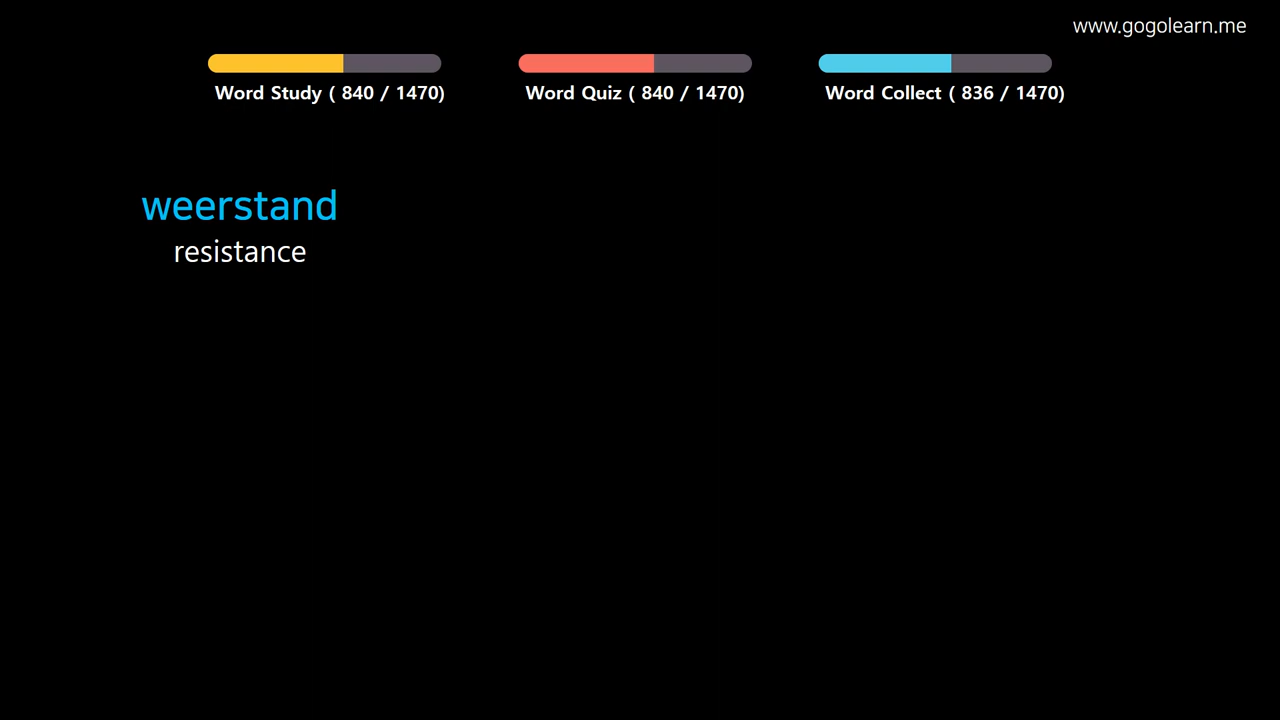 www.gogolearn.me
Word Study ( 840 / 1470)
Word Quiz ( 840 / 1470)
Word Collect ( 836 / 1470)
weerstand
resistance